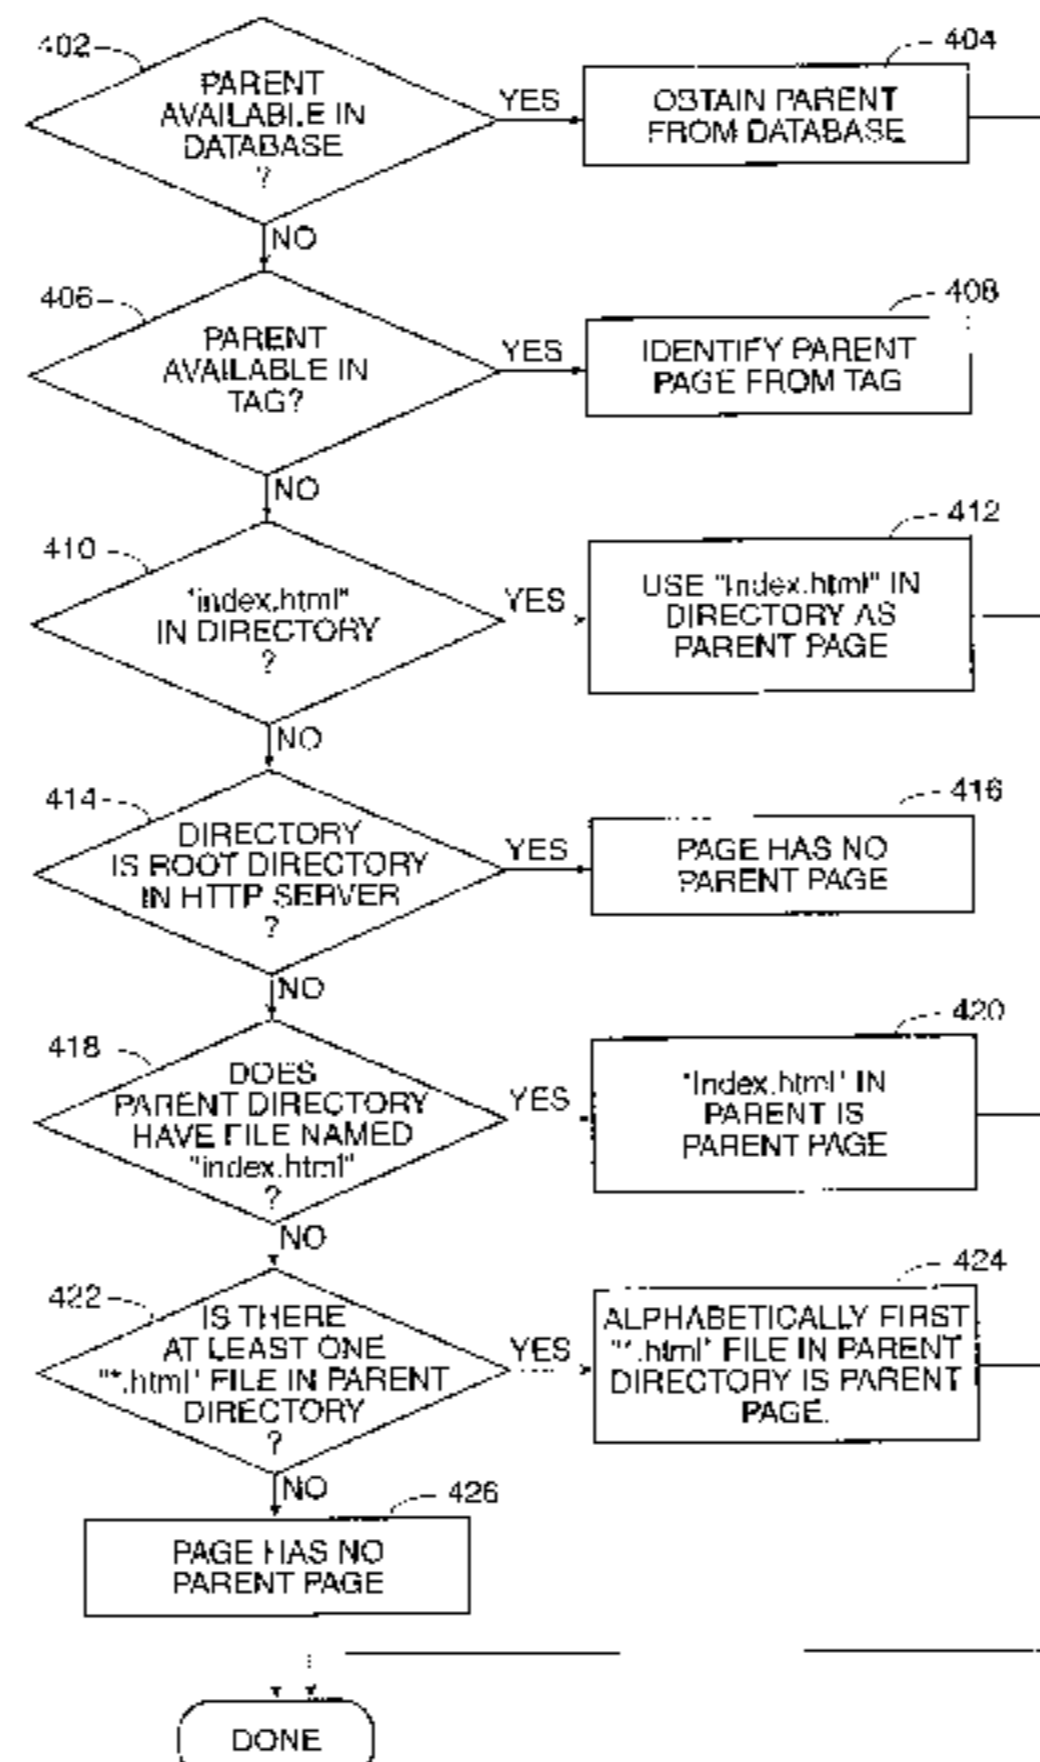 402
PARENT
AVAILABLE IN
DATABASE
?
YES
404
OBTAIN PARENT
FROM DATABASE
NO
406
PARENT
AVAILABLE IN
TAG?
YES
408
IDENTIFY PARENT
PAGE FROM TAG
NO
410
"index.html"
IN DIRECTORY
?
YES
412
USE "Index.html" IN
DIRECTORY AS
PARENT PAGE
NO
414
DIRECTORY
IS ROOT DIRECTORY
IN HTTP SERVER
?
YES
416
PAGE HAS NO
PARENT PAGE
NO
418
DOES
PARENT DIRECTORY
HAVE FILE NAMED
"index.html"
?
YES
420
"Index.html" IN
PARENT IS
PARENT PAGE
NO
422
IS THERE
AT LEAST ONE
"*.html" FILE IN PARENT
DIRECTORY
?
YES
424
ALPHABETICALLY FIRST
"*.html" FILE IN PARENT
DIRECTORY IS PARENT
PAGE.
NO
426
PAGE HAS NO
PARENT PAGE
DONE